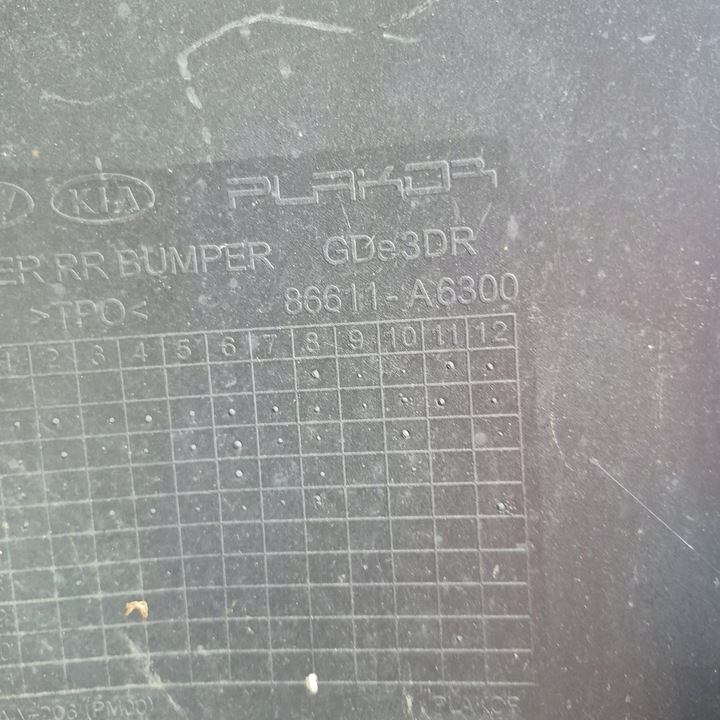 KIA PLAKOR
ER RR BUMPER GDe3DR
>TPO< 86611-A6300
1 2 3 4 5 6 7 8 9 10 11 12
PLAKOR